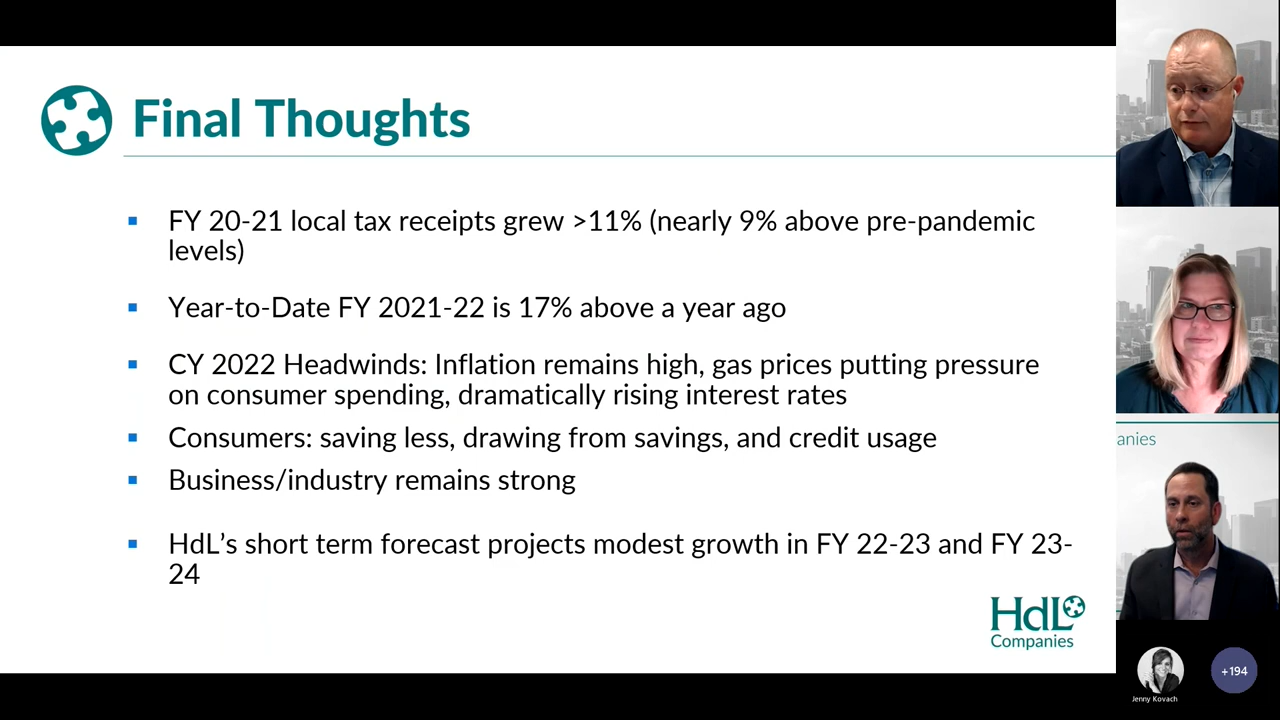 Final Thoughts
FY 20-21 local tax receipts grew >11% (nearly 9% above pre-pandemic
levels)
Year-to-Date FY 2021-22 is 17% above a year ago
CY 2022 Headwinds: Inflation remains high, gas prices putting pressure
on consumer spending, dramatically rising interest rates
Consumers: saving less, drawing from savings, and credit usage
Business/industry remains strong
HdL’s short term forecast projects modest growth in FY 22-23 and FY 23-
24
HdL
Companies
anies
Jenny Kovach
+194